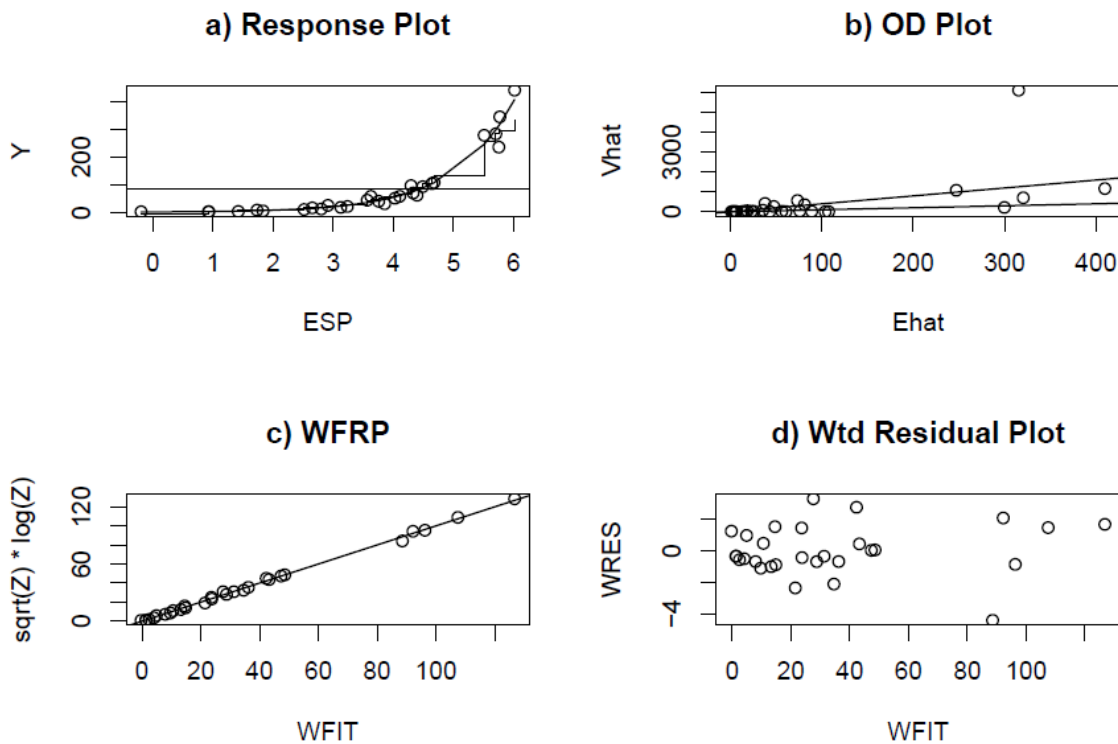 a) Response Plot
Y
0 200
0 1 2 3 4 5 6
ESP
b) OD Plot
Vhat
0 3000
0 100 200 300 400
Ehat
c) WFRP
sqrt(Z) * log(Z)
0 60 120
0 20 40 60 80 100
WFIT
d) Wtd Residual Plot
WRES
−4 0
0 20 40 60 80 100
WFIT